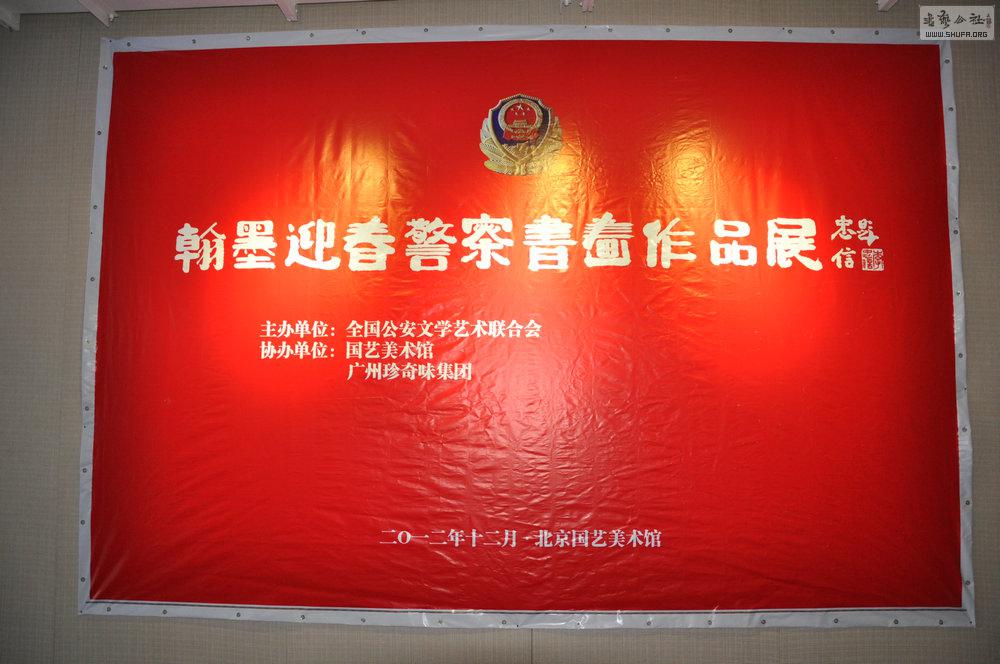 书艺公社
WWW.SHUFA.ORG
翰墨迎春警察書畫作品展
忠信
主办单位：全国公安文学艺术联合会
协办单位：国艺美术馆
广州珍奇味集团
二〇一二年十二月·北京国艺美术馆